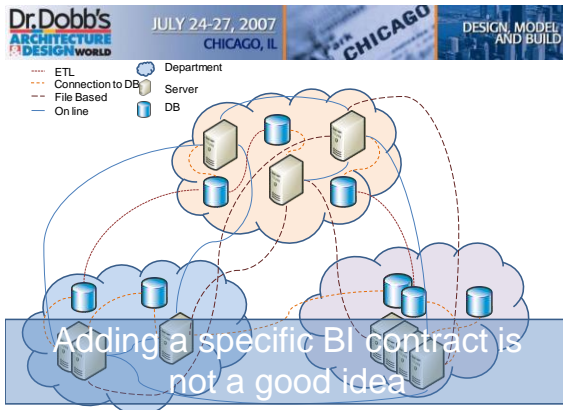 Dr. Dobb's
ARCHITECTURE
& DESIGN WORLD
JULY 24-27, 2007
CHICAGO, IL
CHICAGO
DESIGN, MODEL
AND BUILD
ETL
Connection to DB
File Based
On line
Department
Server
DB
Adding a specific BI contract is
not a good idea